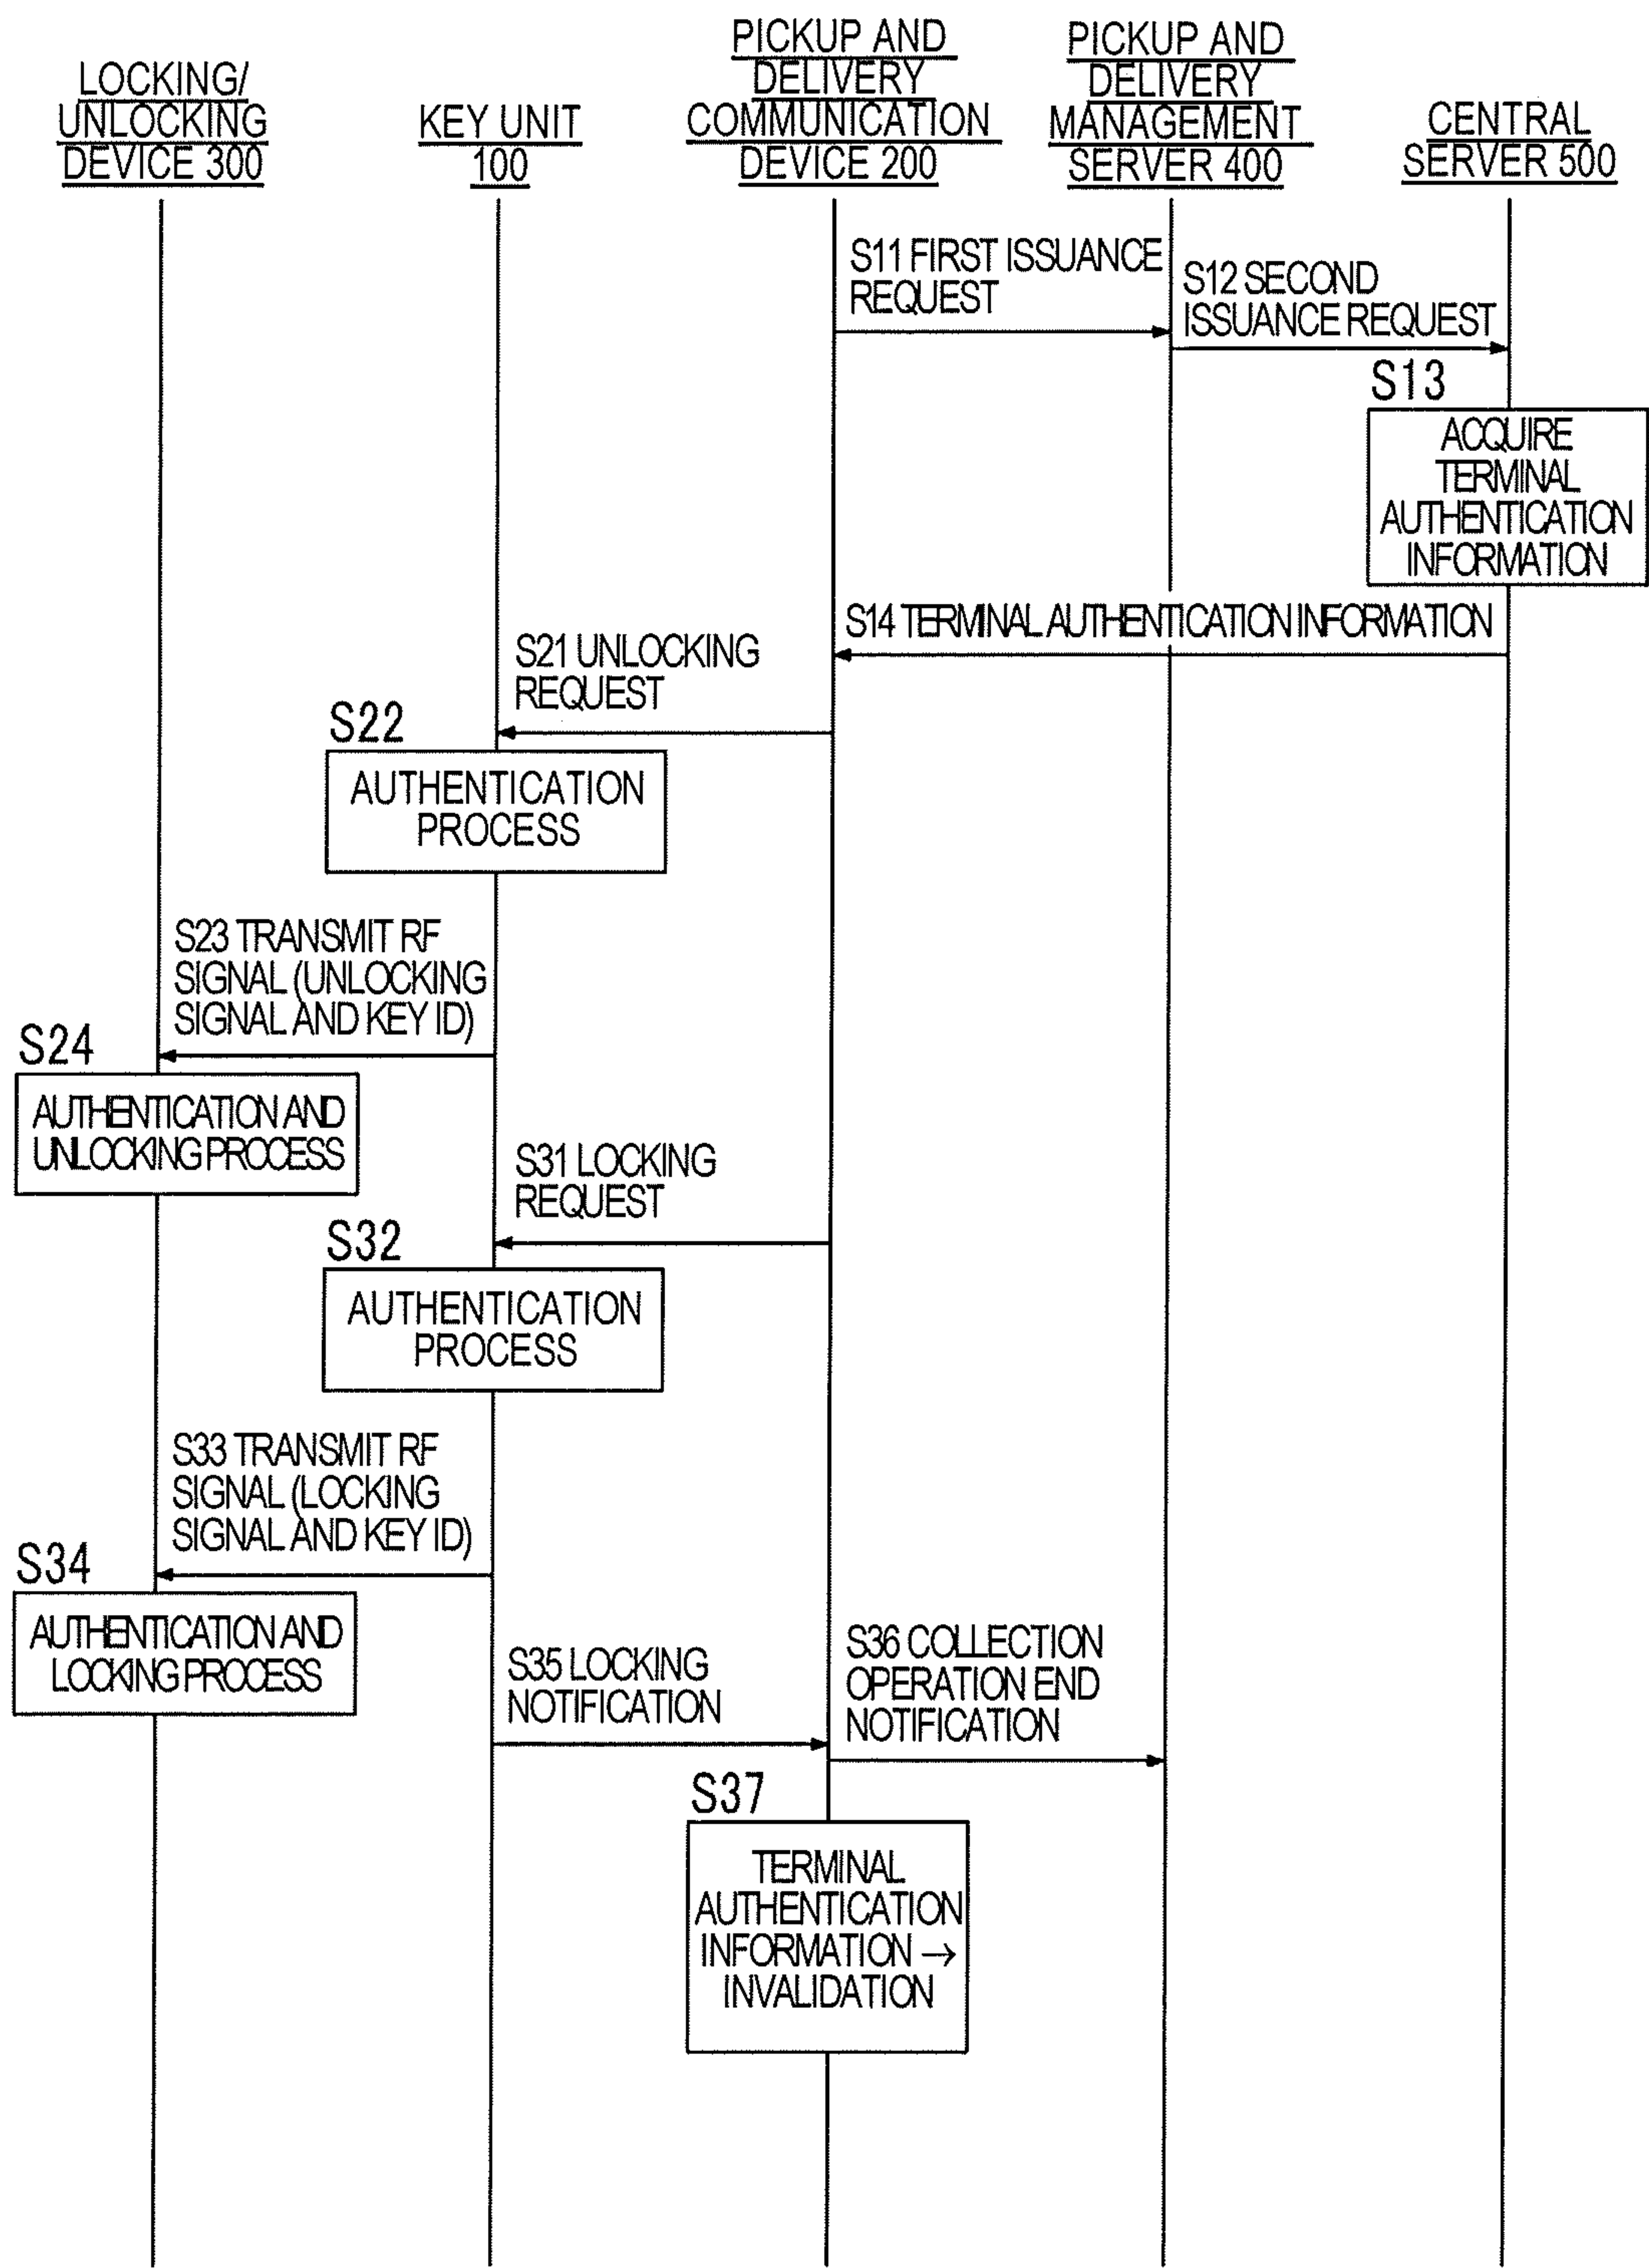 LOCKING/
UNLOCKING
DEVICE 300
KEY UNIT
100
PICKUP AND
DELIVERY
COMMUNICATION
DEVICE 200
PICKUP AND
DELIVERY
MANAGEMENT
SERVER 400
CENTRAL
SERVER 500
S11 FIRST ISSUANCE
REQUEST
S12 SECOND
ISSUANCE REQUEST
S13
ACQUIRE
TERMINAL
AUTHENTICATION
INFORMATION
S14 TERMINAL AUTHENTICATION INFORMATION
S21 UNLOCKING
REQUEST
S22
AUTHENTICATION
PROCESS
S23 TRANSMIT RF
SIGNAL (UNLOCKING
SIGNAL AND KEY ID)
S24
AUTHENTICATION AND
UNLOCKING PROCESS
S31 LOCKING
REQUEST
S32
AUTHENTICATION
PROCESS
S33 TRANSMIT RF
SIGNAL (LOCKING
SIGNAL AND KEY ID)
S34
AUTHENTICATION AND
LOCKING PROCESS
S35 LOCKING
NOTIFICATION
S36 COLLECTION
OPERATION END
NOTIFICATION
S37
TERMINAL
AUTHENTICATION
INFORMATION →
INVALIDATION